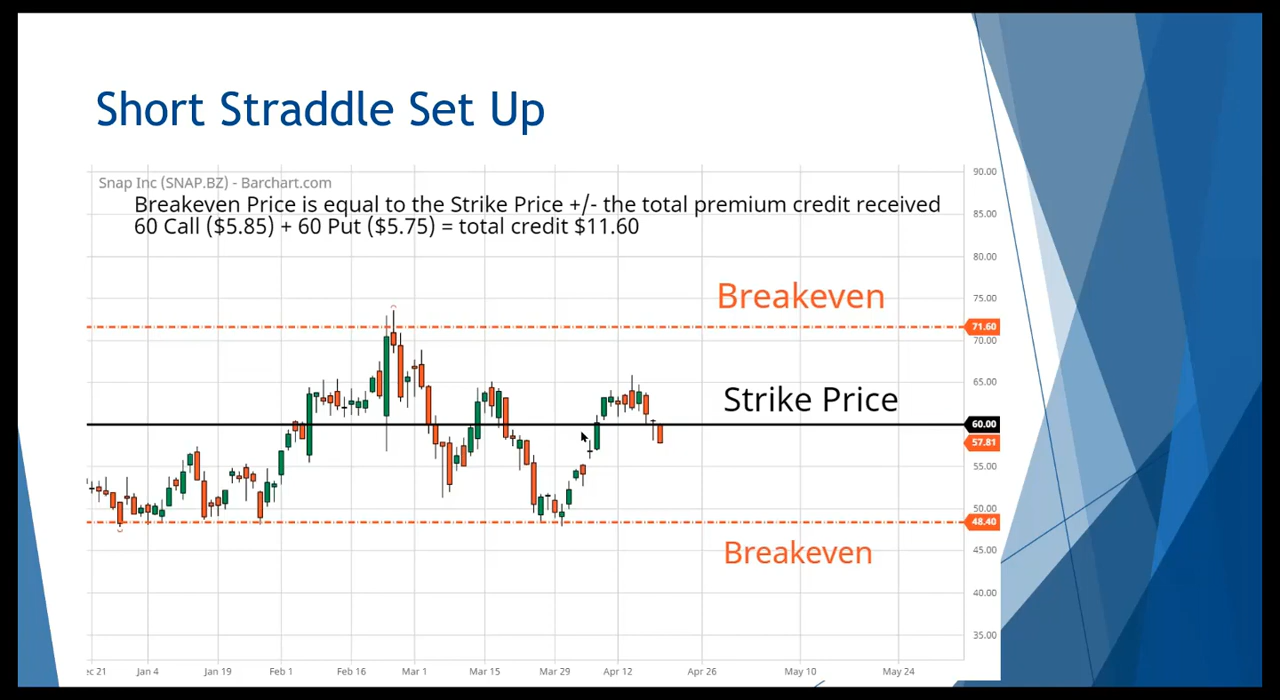 Short Straddle Set Up
Snap Inc (SNAP.BZ) - Barchart.com
Breakeven Price is equal to the Strike Price +/- the total premium credit received
60 Call ($5.85) + 60 Put ($5.75) = total credit $11.60
90.00
85.00
80.00
Breakeven
75.00
71.60
70.00
65.00
Strike Price
60.00
57.81
55.00
50.00
48.40
Breakeven
45.00
40.00
35.00
ec 21 Jan 4 Jan 19 Feb 1 Feb 16 Mar 1 Mar 15 Mar 29 Apr 12 Apr 26 May 10 May 24